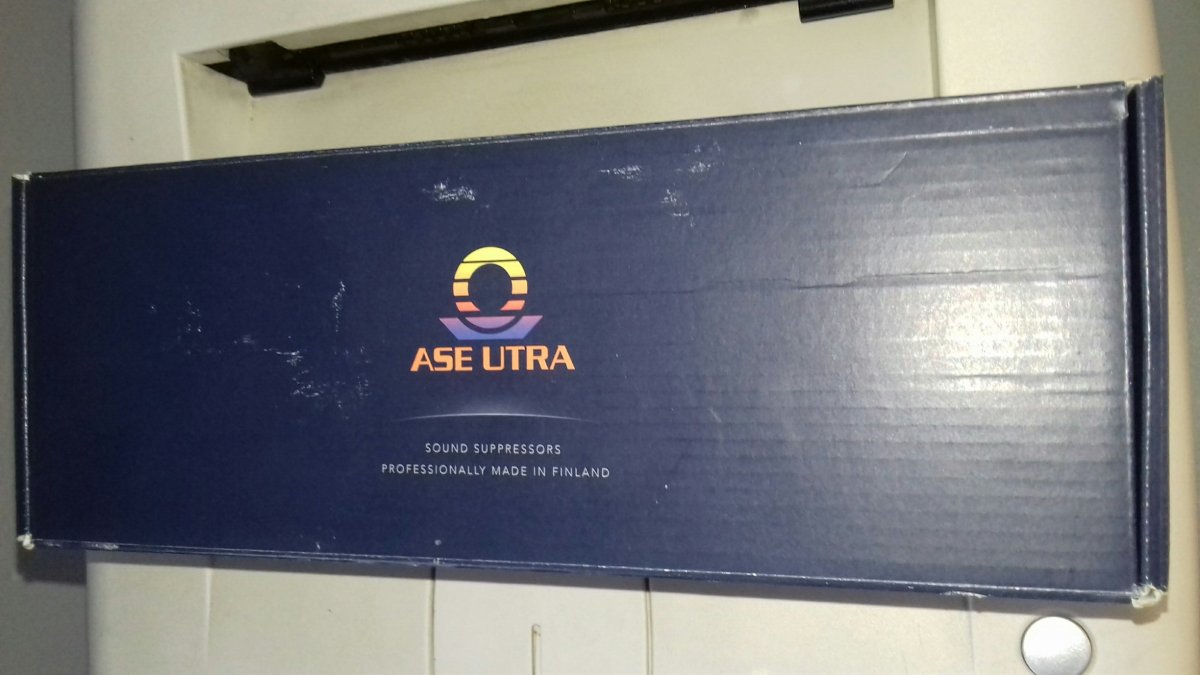 ASE UTRA
SOUND SUPPRESSORS
PROFESSIONALLY MADE IN FINLAND